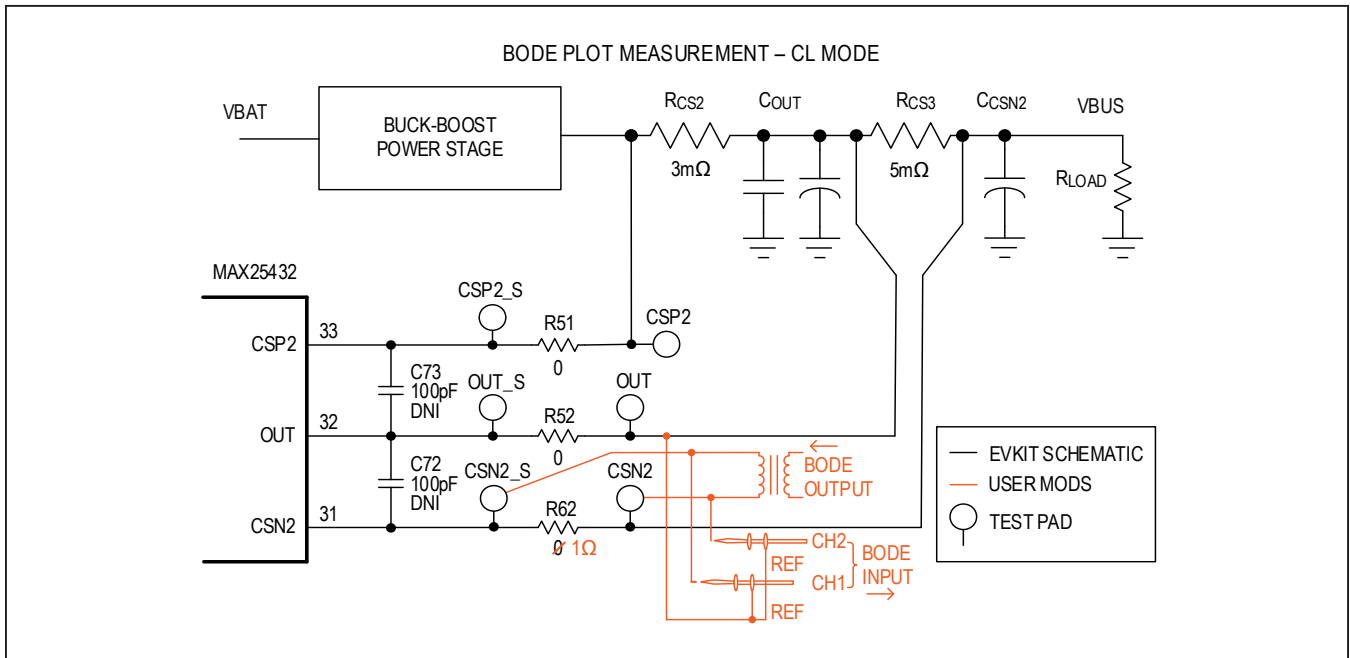 BODE PLOT MEASUREMENT – CL MODE
VBAT
BUCK-BOOST
POWER STAGE
RCS2
3mΩ
COUT
RCS3
5mΩ
CCSN2
VBUS
RLOAD
MAX25432
CSP2
33
CSP2_S
R51
0
CSP2
C73
100pF
DNI
OUT_S
OUT
OUT
32
R52
0
C72
100pF
DNI
CSN2_S
CSN2
CSN2
31
R62
0 1Ω
BODE
OUTPUT
CH2
REF
CH1
REF
BODE
INPUT
EVKIT SCHEMATIC
USER MODS
TEST PAD